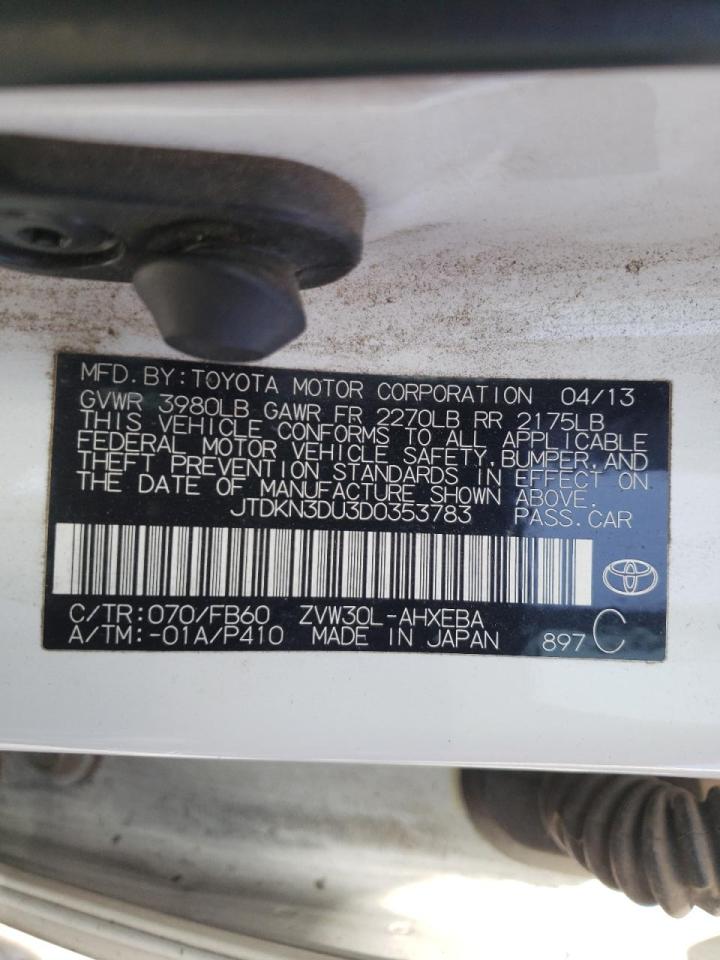 MFD. BY: TOYOTA MOTOR CORPORATION 04/13
GVWR 3980LB GAWR FR 2270LB RR 2175LB
THIS VEHICLE CONFORMS TO ALL APPLICABLE
FEDERAL MOTOR VEHICLE SAFETY, BUMPER, AND
THEFT PREVENTION STANDARDS IN EFFECT ON
THE DATE OF MANUFACTURE SHOWN ABOVE.
JTDKN3DU3D0353783 PASS. CAR
C/TR: 070/FB60 ZVW30L-AHXEBA
A/TM: -01A/P410 MADE IN JAPAN 897 C